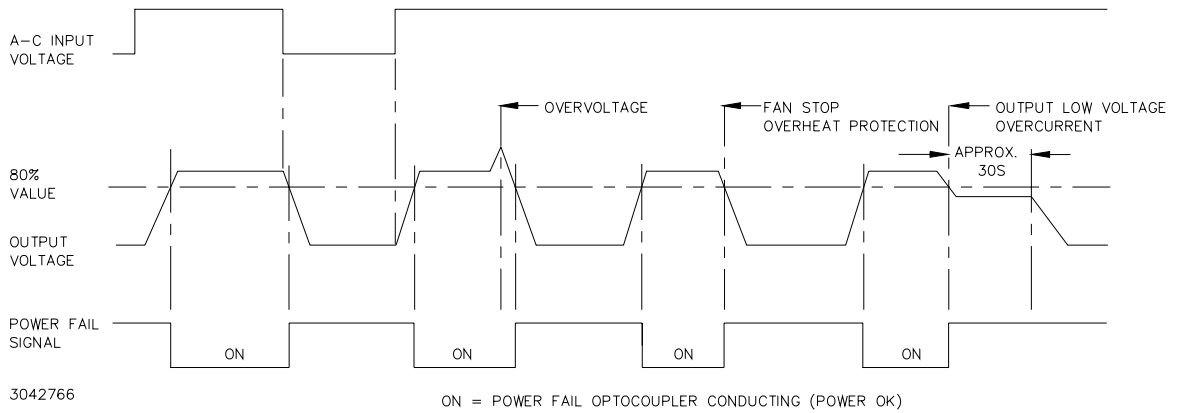 A-C INPUT
VOLTAGE
OVERVOLTAGE
FAN STOP
OVERHEAT PROTECTION
OUTPUT LOW VOLTAGE
OVERCURRENT
APPROX.
30S
80%
VALUE
OUTPUT
VOLTAGE
POWER FAIL
SIGNAL
ON
ON
ON
ON
3042766
ON = POWER FAIL OPTOCOUPLER CONDUCTING (POWER OK)